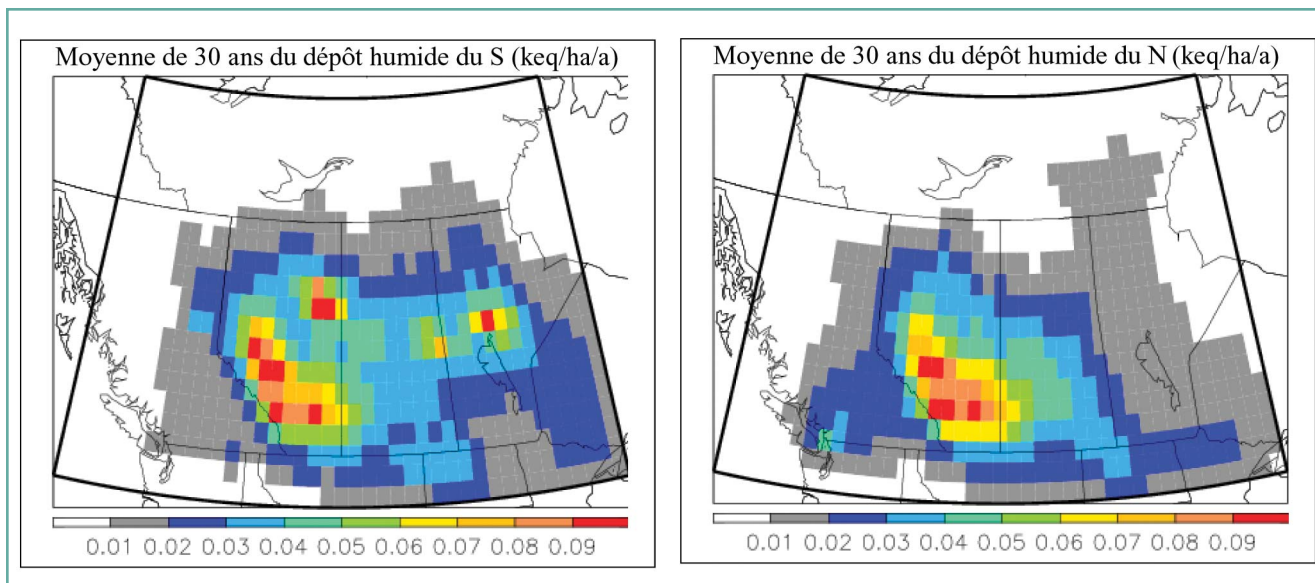 Moyenne de 30 ans du dépôt humide du S (keq/ha/a)
0.01 0.02 0.03 0.04 0.05 0.06 0.07 0.08 0.09
Moyenne de 30 ans du dépôt humide du N (keq/ha/a)
0.01 0.02 0.03 0.04 0.05 0.06 0.07 0.08 0.09